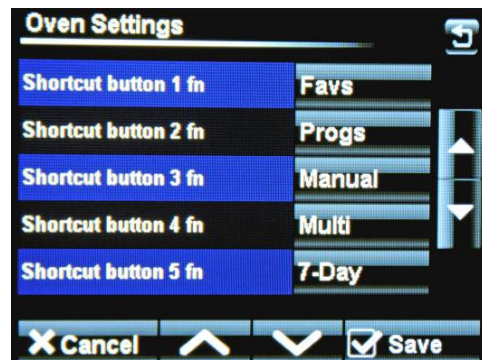 Oven Settings
Shortcut button 1 fn Favs
Shortcut button 2 fn Progs
Shortcut button 3 fn Manual
Shortcut button 4 fn Multi
Shortcut button 5 fn 7-Day
Cancel Save